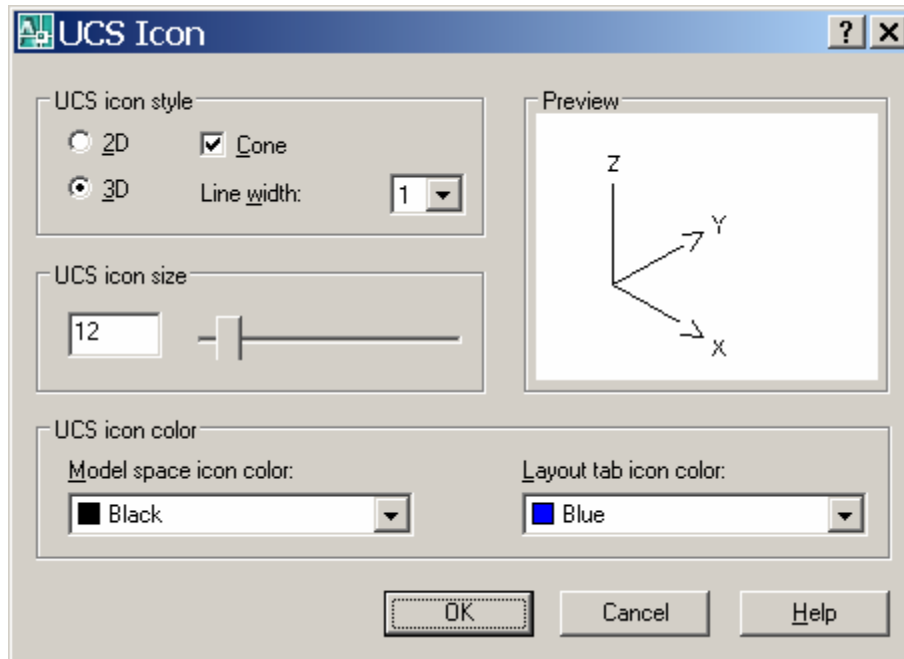 UCS Icon
UCS icon style
2D
Cone
3D
Line width:
1
Preview
Z
Y
X
UCS icon size
12
UCS icon color
Model space icon color:
Black
Layout tab icon color:
Blue
OK
Cancel
Help